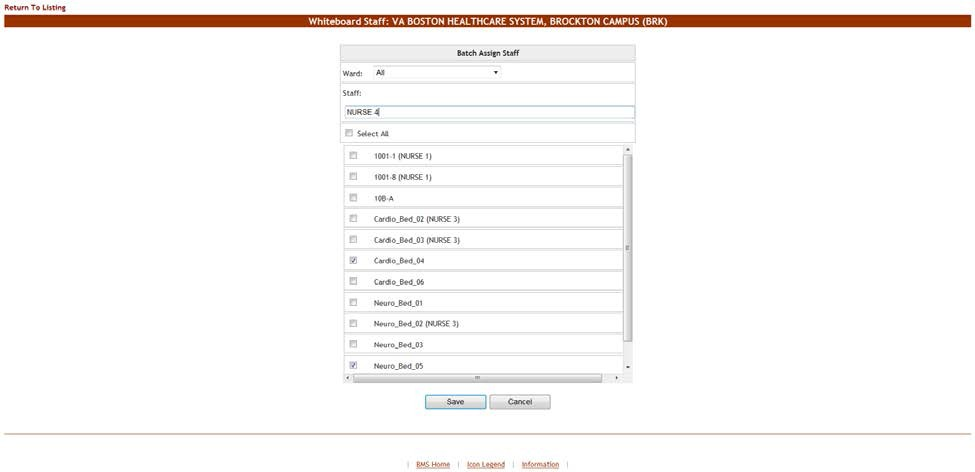 Return To Listing
Whiteboard Staff: VA BOSTON HEALTHCARE SYSTEM, BROCKTON CAMPUS (BRK)
Batch Assign Staff
Ward: All
Staff:
NURSE 4
Select All
1001-1 (NURSE 1)
1001-8 (NURSE 1)
10B-A
Cardio_Bed_02 (NURSE 3)
Cardio_Bed_03 (NURSE 3)
Cardio_Bed_04
Cardio_Bed_06
Neuro_Bed_01
Neuro_Bed_02 (NURSE 3)
Neuro_Bed_03
Neuro_Bed_05
Save Cancel
| BMS Home | Icon Legend | Information |